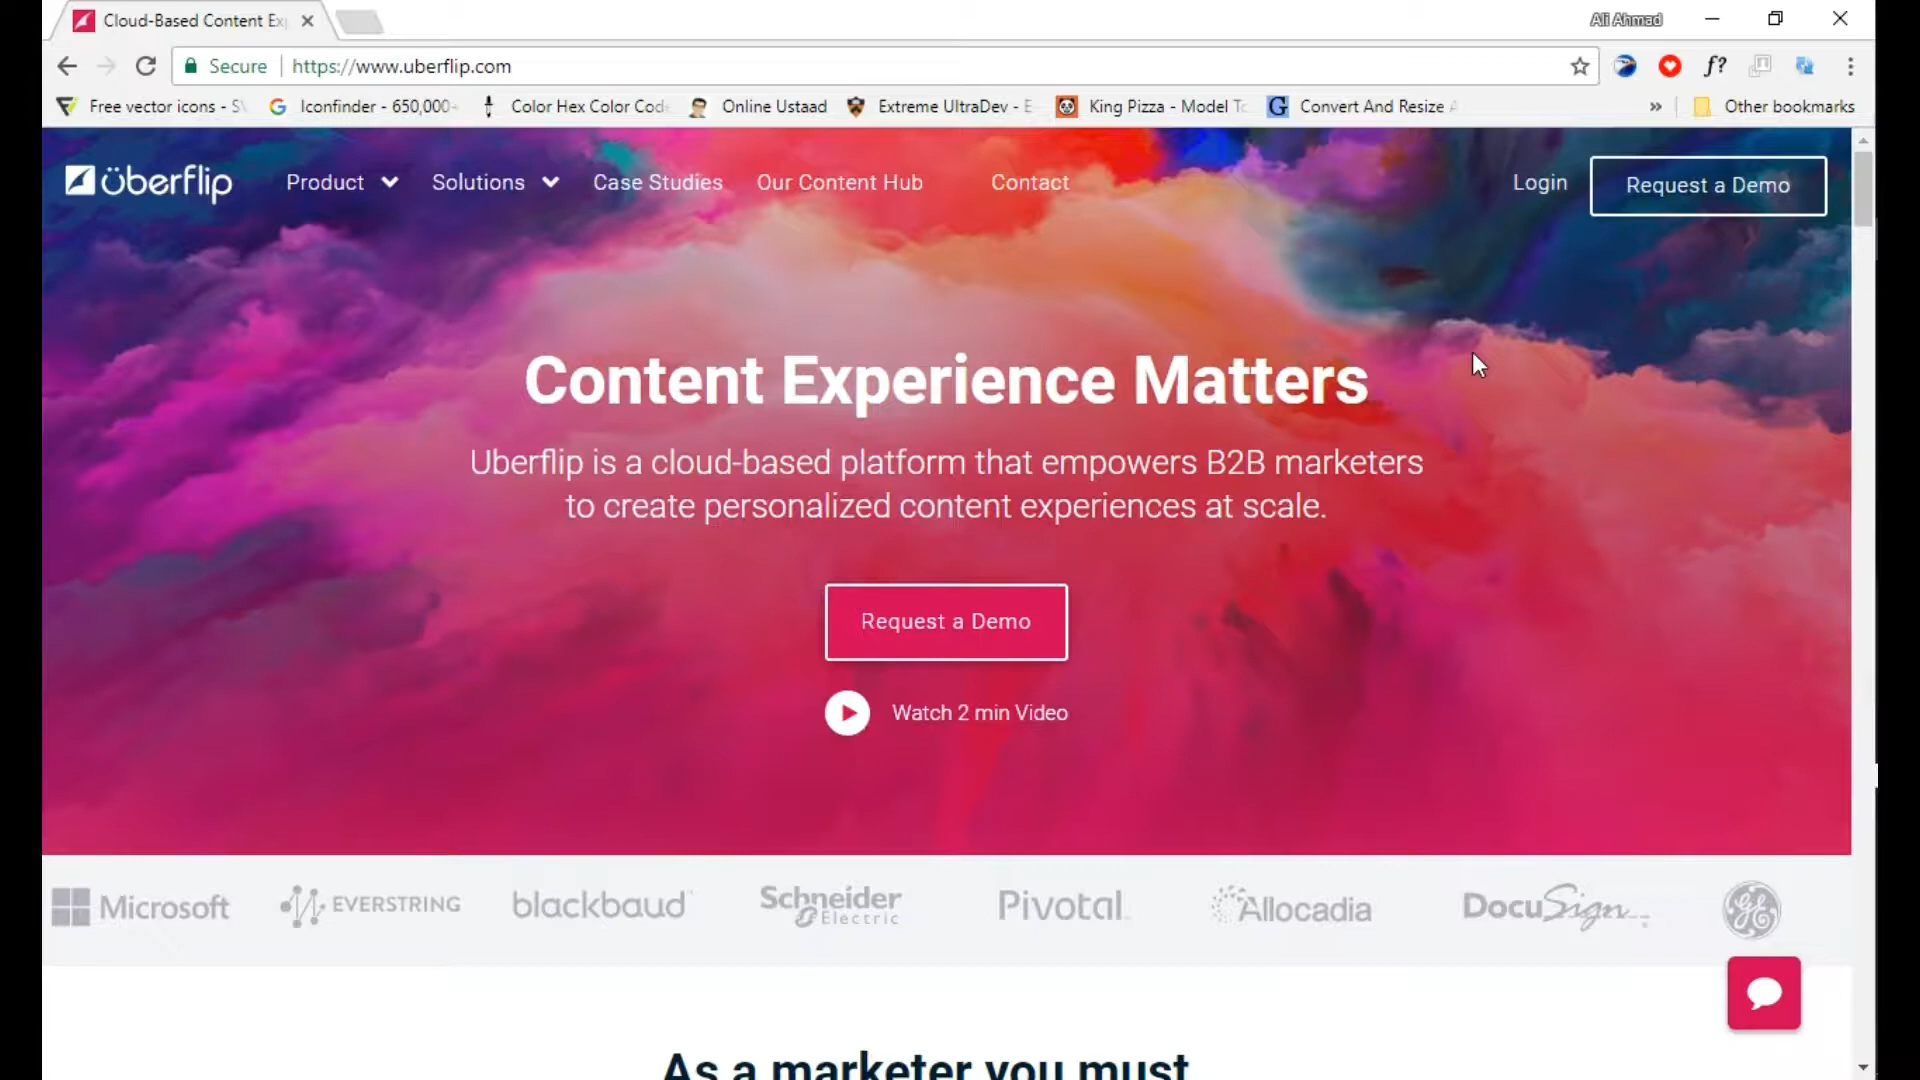 Cloud-Based Content Ex
Ali Ahmad
Secure
https://www.uberflip.com
f?
Free vector icons - S
Iconfinder - 650,000
Color Hex Color Cod
Online Ustaad
Extreme UltraDev - E
King Pizza - Model T
G Convert And Resize
» Other bookmarks
überflip
Product
Solutions
Case Studies
Our Content Hub
Contact
Login
Request a Demo
Content Experience Matters
Uberflip is a cloud-based platform that empowers B2B marketers
to create personalized content experiences at scale.
Request a Demo
Watch 2 min Video
Microsoft
EVERSTRING
blackbaud
Schneider
Electric
Pivotal
Allocadia
DocuSign
GE
As a marketer you must